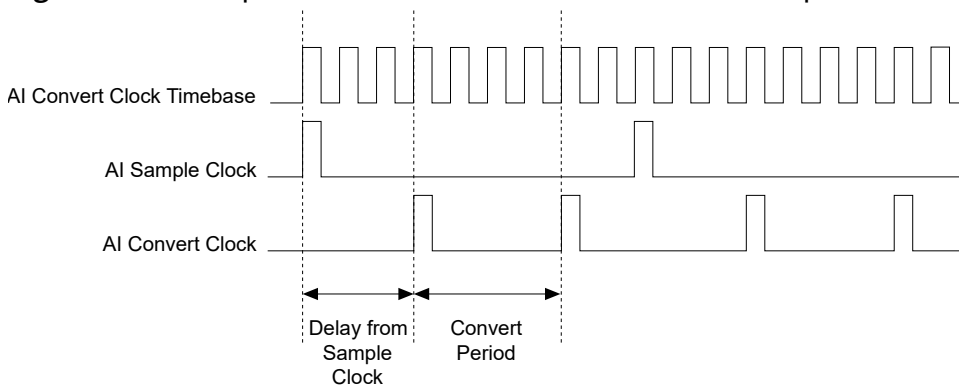 AI Convert Clock Timebase
AI Sample Clock
AI Convert Clock
Delay from
Sample
Clock
Convert
Period